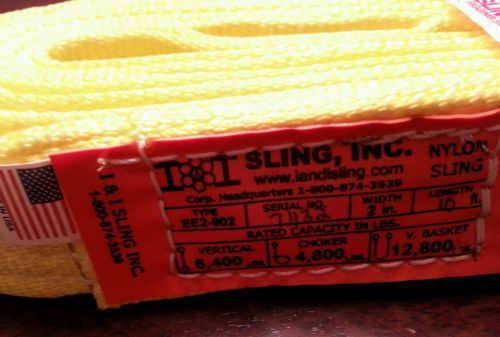 I & I SLING, INC.
NYLON
SLING
www.landisling.com
Corp. Headquarters 1-800-874-3539
TYPE
EE2-902
SERIAL NO.
WIDTH
2 in.
LENGTH
10 ft
RATED CAPACITY IN LBS.
VERTICAL
6,400 LBS.
CHOKER
4,800 LBS.
V. BASKET
12,800 LBS.
I & I SLING INC.
1-800-874-3539
IN USA